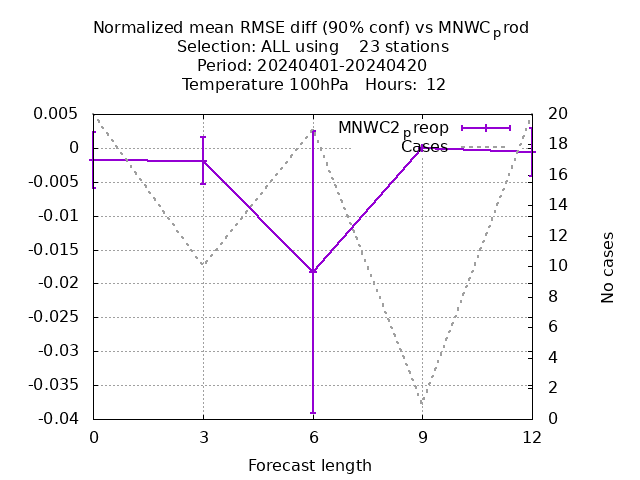 Normalized mean RMSE diff (90% conf) vs MNWCprod
Selection: ALL using 23 stations
Period: 20240401-20240420
Temperature 100hPa Hours: 12
MNWC2preop
Cases
0.005
0
-0.005
-0.01
-0.015
-0.02
-0.025
-0.03
-0.035
-0.04
20
18
16
14
12
10
8
6
4
2
0
No cases
0 3 6 9 12
Forecast length